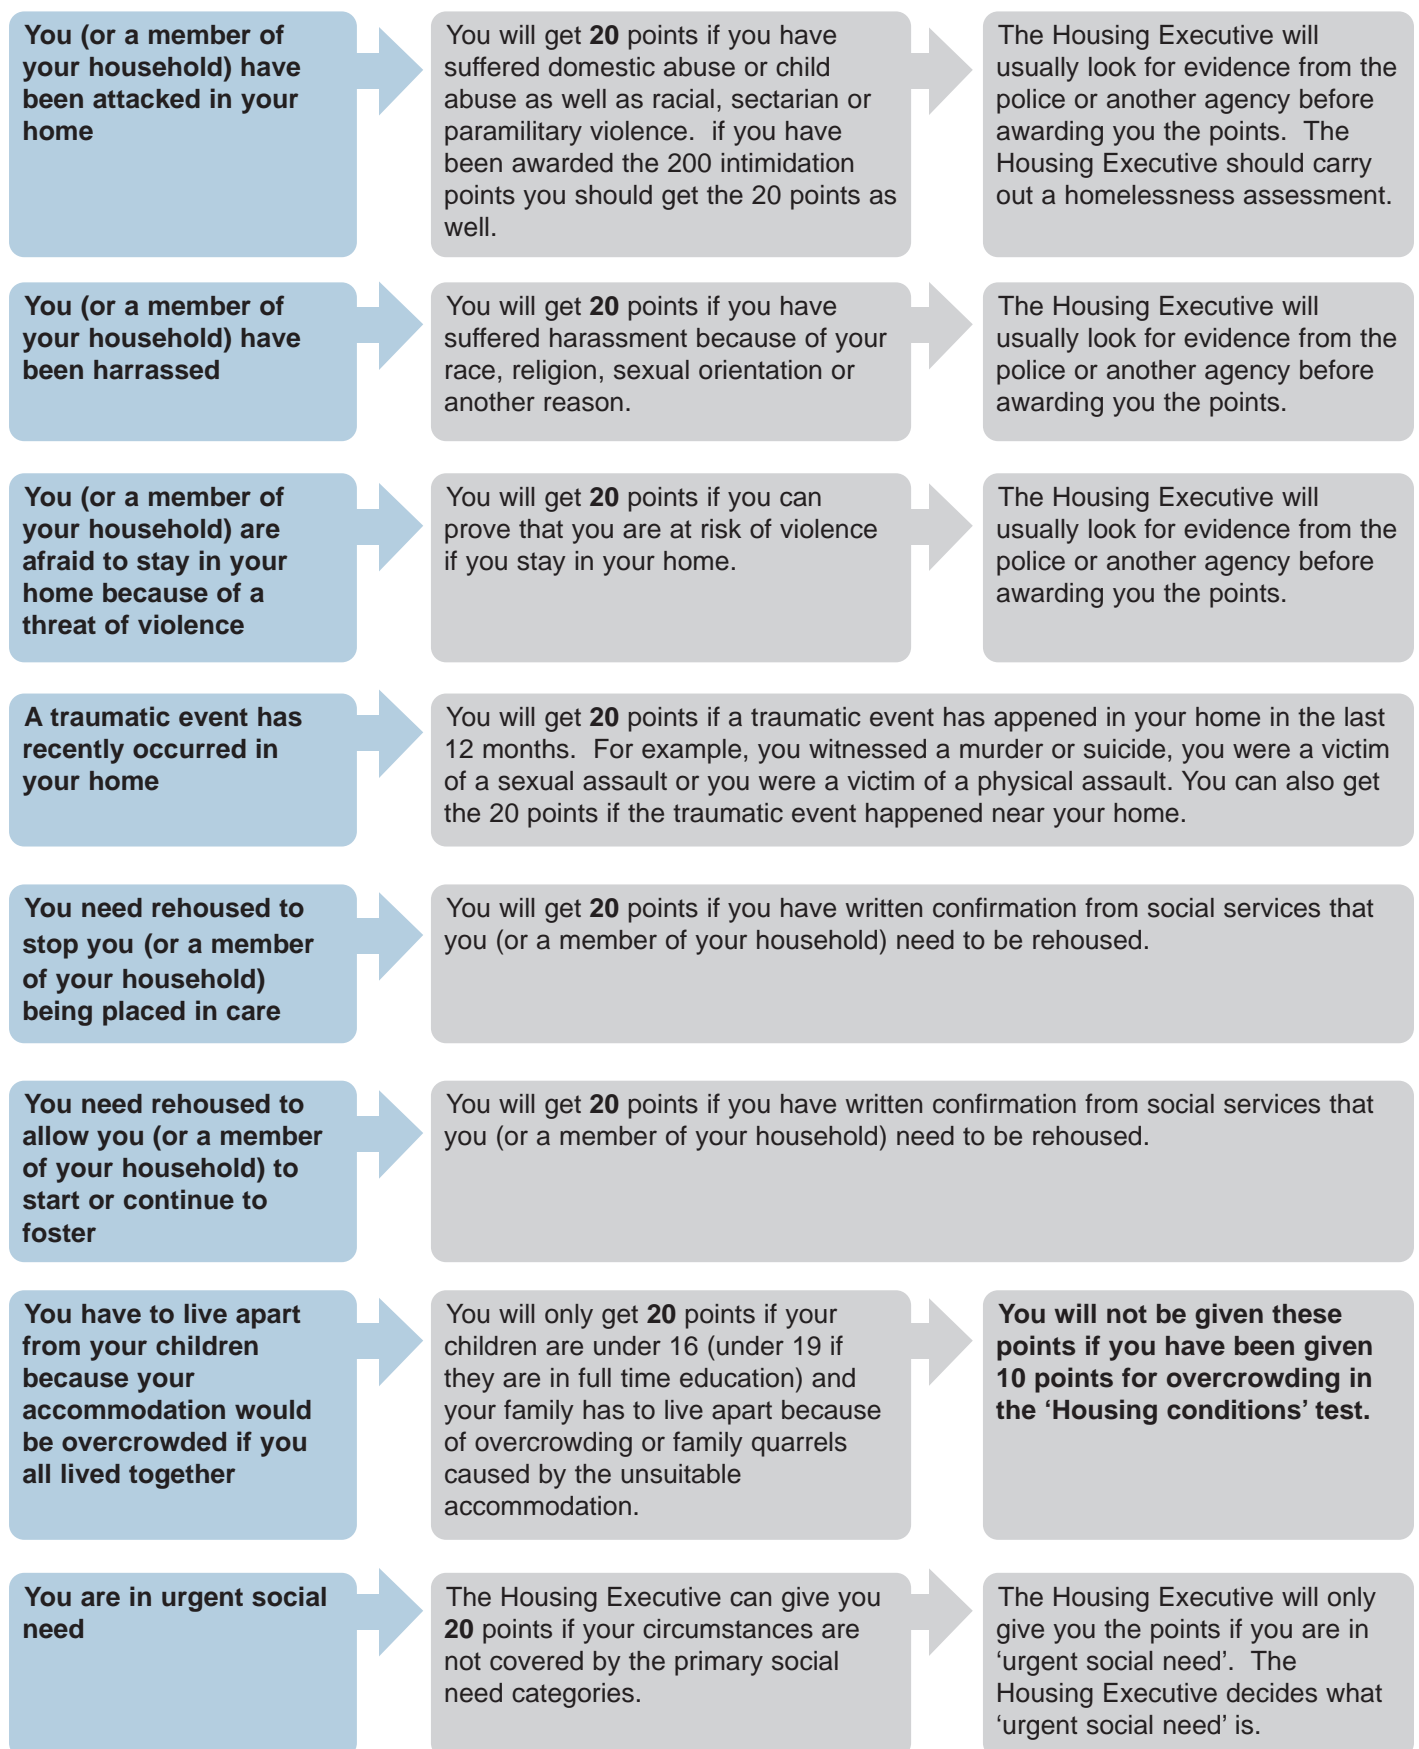 You (or a member of
your household) have
been attacked in your
home
You will get 20 points if you have
suffered domestic abuse or child
abuse as well as racial, sectarian or
paramilitary violence.  if you have
been awarded the 200 intimidation
points you should get the 20 points as
well.
The Housing Executive will
usually look for evidence from the
police or another agency before
awarding you the points.  The
Housing Executive should carry
out a homelessness assessment.
You (or a member of
your household) have
been harrassed
You will get 20 points if you have
suffered harassment because of your
race, religion, sexual orientation or
another reason.
The Housing Executive will
usually look for evidence from the
police or another agency before
awarding you the points.
You (or a member of
your household) are
afraid to stay in your
home because of a
threat of violence
You will get 20 points if you can
prove that you are at risk of violence
if you stay in your home.
The Housing Executive will
usually look for evidence from the
police or another agency before
awarding you the points.
A traumatic event has
recently occurred in
your home
You will get 20 points if a traumatic event has appened in your home in the last
12 months.  For example, you witnessed a murder or suicide, you were a victim
of a sexual assault or you were a victim of a physical assault. You can also get
the 20 points if the traumatic event happened near your home.
You need rehoused to
stop you (or a member
of your household)
being placed in care
You will get 20 points if you have written confirmation from social services that
you (or a member of your household) need to be rehoused.
You need rehoused to
allow you (or a member
of your household) to
start or continue to
foster
You will get 20 points if you have written confirmation from social services that
you (or a member of your household) need to be rehoused.
You have to live apart
from your children
because your
accommodation would
be overcrowded if you
all lived together
You will only get 20 points if your
children are under 16 (under 19 if
they are in full time education) and
your family has to live apart because
of overcrowding or family quarrels
caused by the unsuitable
accommodation.
You will not be given these
points if you have been given
10 points for overcrowding in
the ‘Housing conditions’ test.
You are in urgent social
need
The Housing Executive can give you
20 points if your circumstances are
not covered by the primary social
need categories.
The Housing Executive will only
give you the points if you are in
‘urgent social need’.  The
Housing Executive decides what
‘urgent social need’ is.